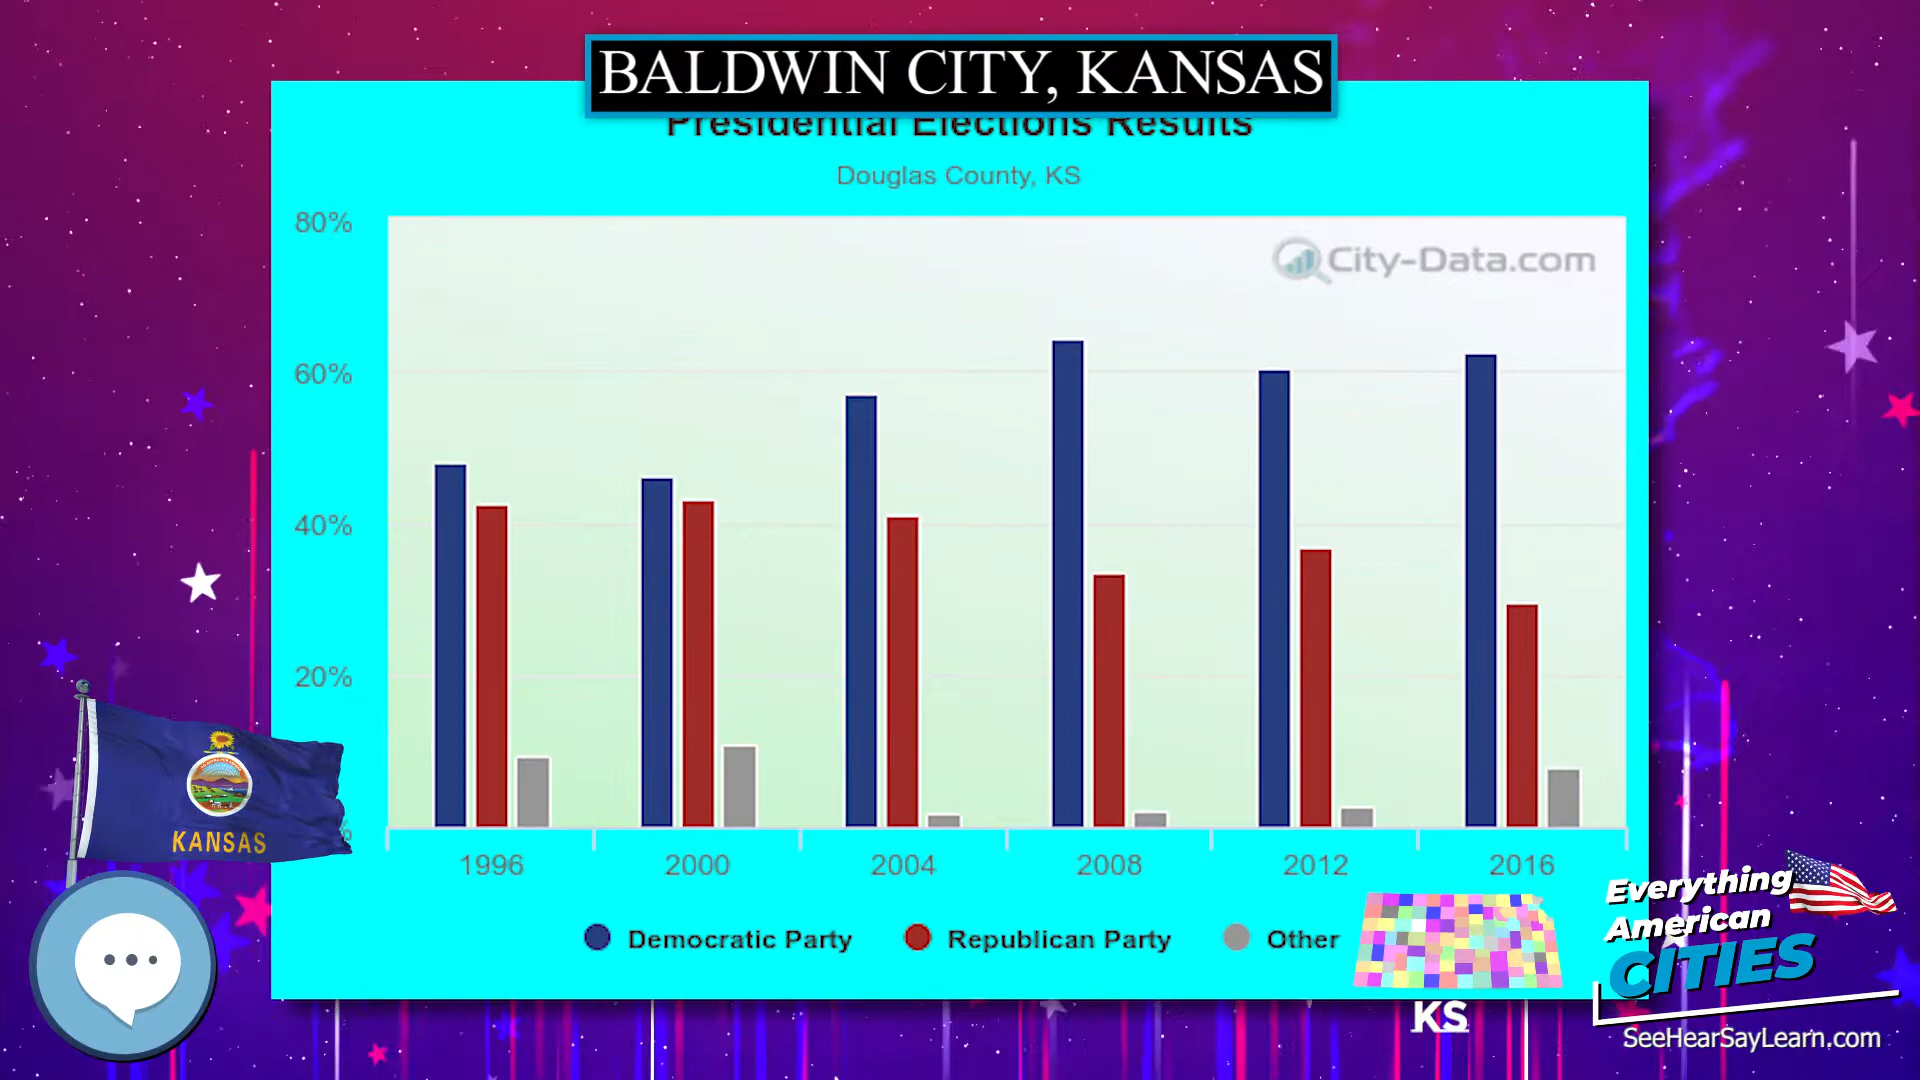 BALDWIN CITY, KANSAS
Presidential Elections Results
Douglas County, KS
80%
City-Data.com
60%
40%
20%
%
1996 2000 2004 2008 2012 2016
Democratic Party Republican Party Other
KANSAS
KS
Everything
American
CITIES
SeeHearSayLearn.com